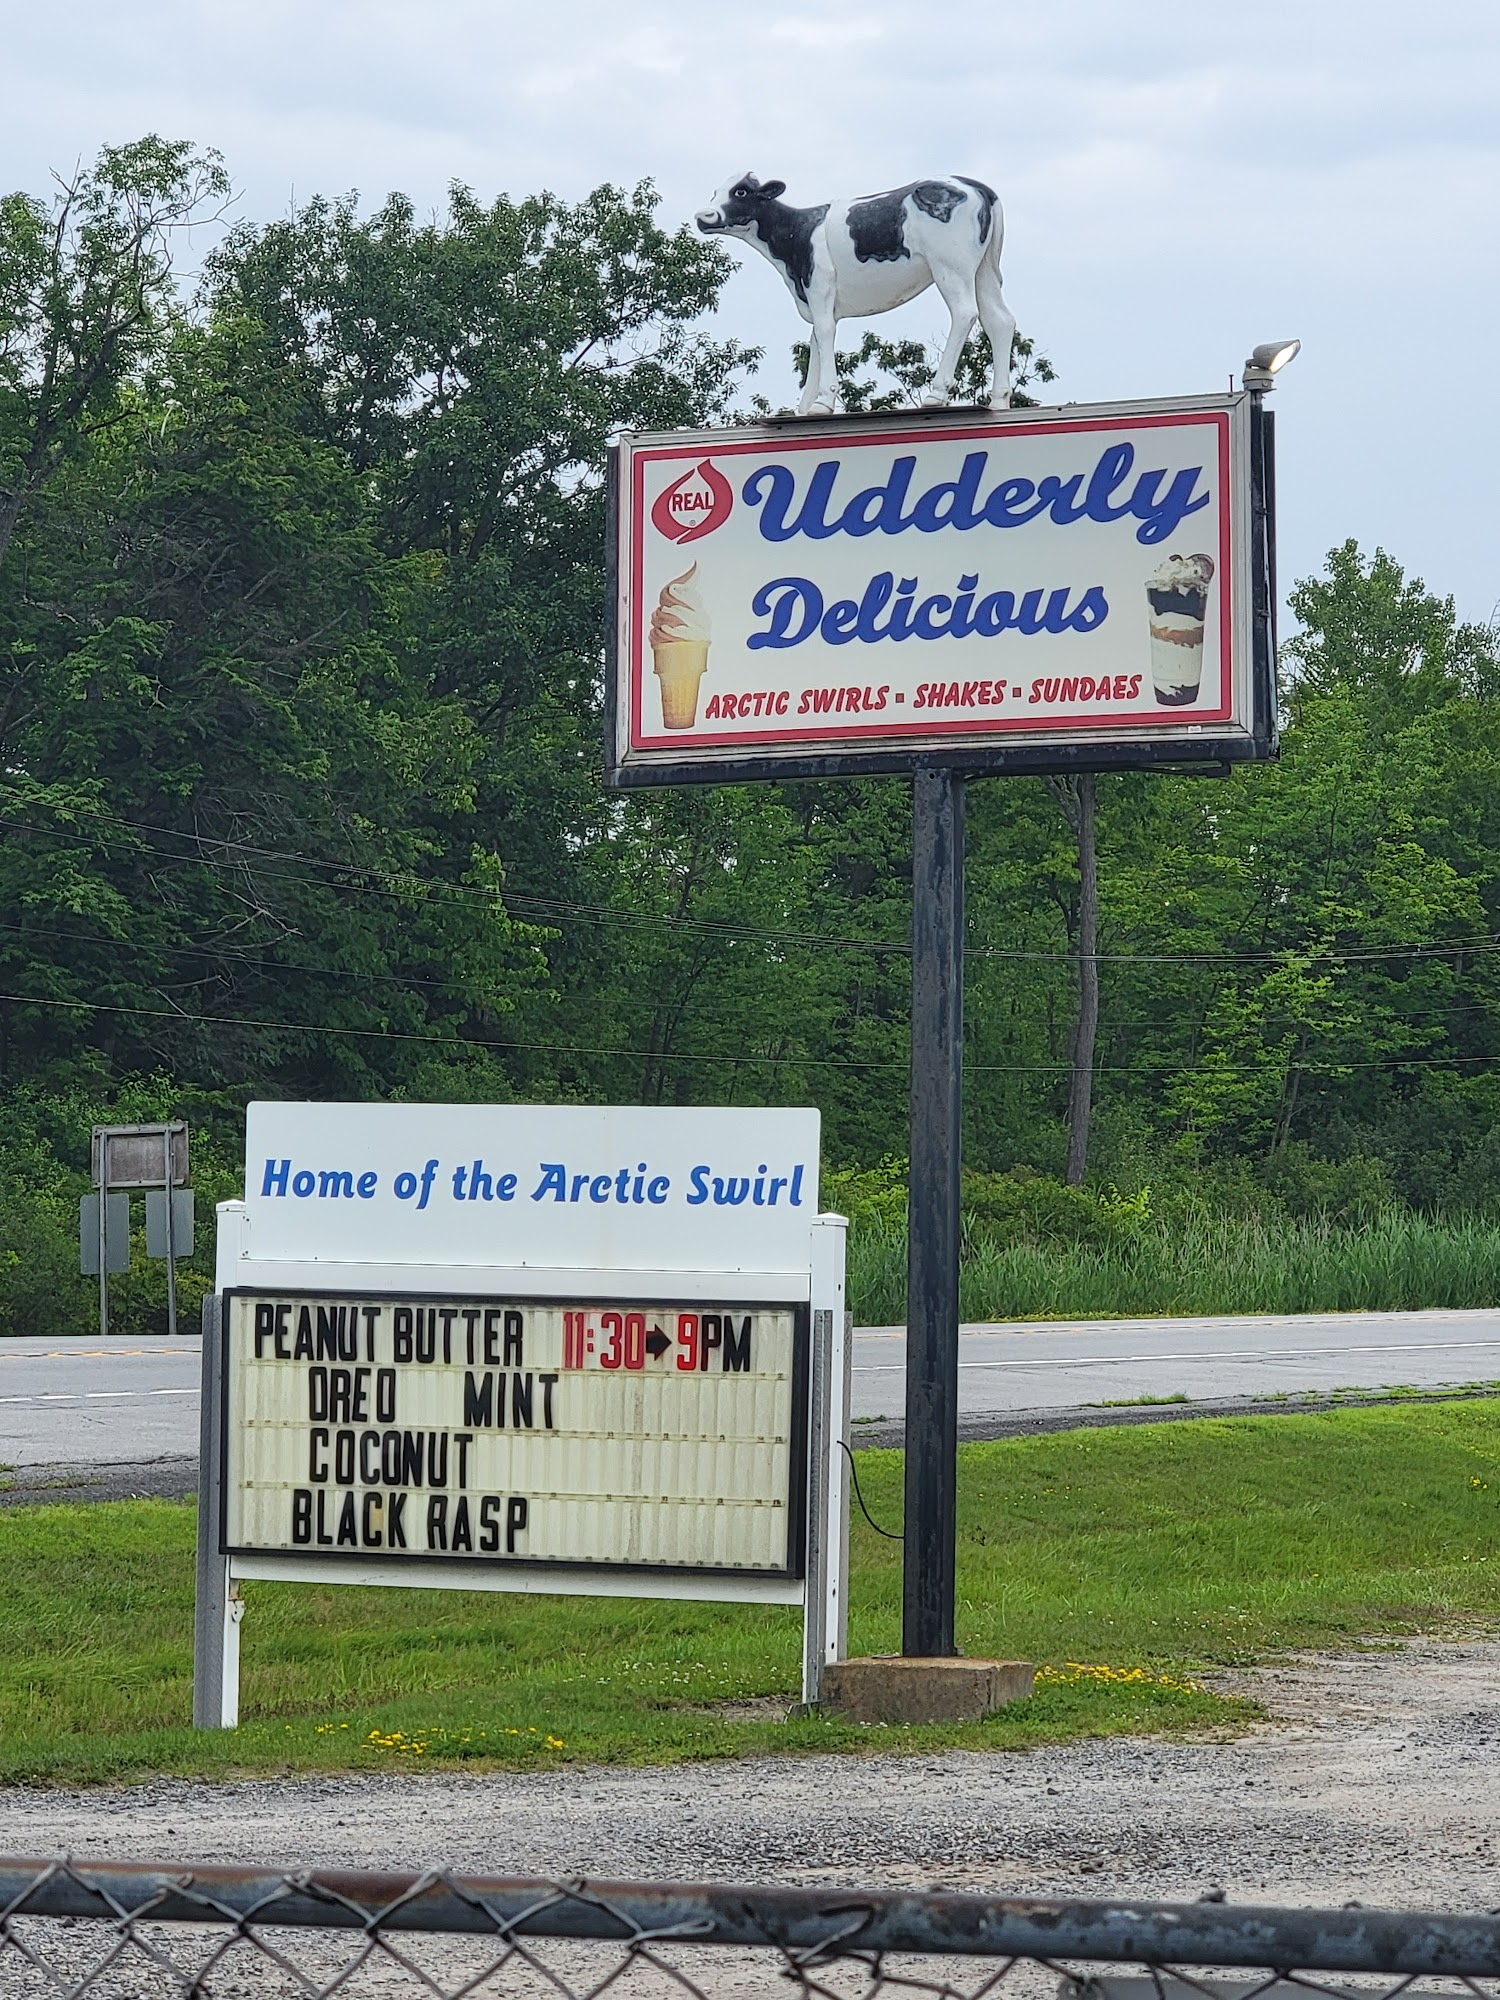 REAL
Udderly
Delicious
ARCTIC SWIRLS ▪ SHAKES ▪ SUNDAES
Home of the Arctic Swirl
PEANUT BUTTER 11:30➔9PM
OREO MINT
COCONUT
BLACK RASP